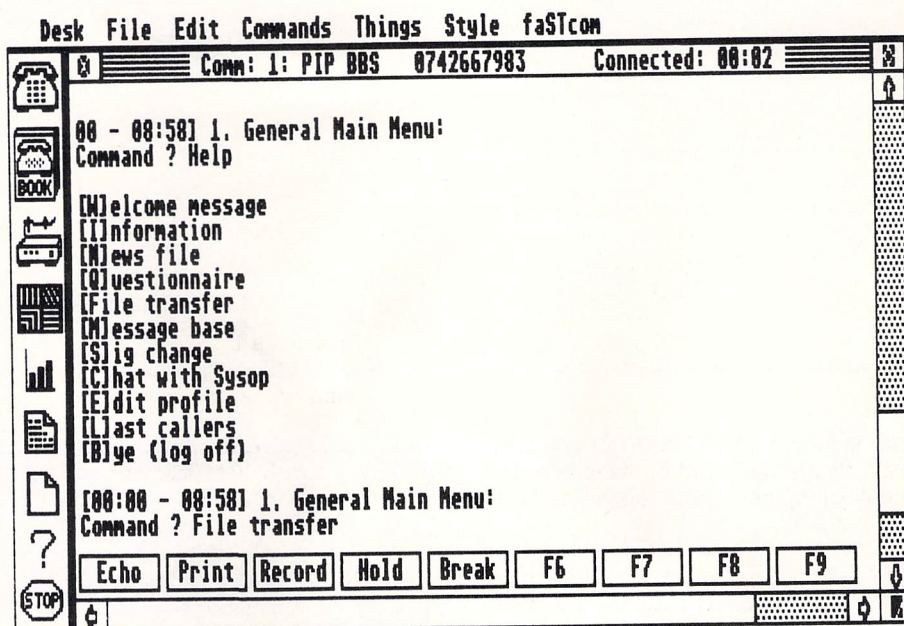 Desk File Edit Commands Things Style faSTcom
Comm: 1: PIP BBS 0742667983 Connected: 00:02
00 - 08:58] 1. General Main Menu:
Command ? Help
[W]elcome message
[I]nformation
[N]ews file
[Q]uestionnaire
[File transfer
[M]essage base
[S]ig change
[C]hat with Sysop
[E]dit profile
[L]ast callers
[B]ye (log off)
[00:00 - 08:58] 1. General Main Menu:
Command ? File transfer
Echo Print Record Hold Break F6 F7 F8 F9
BOOK
?
STOP